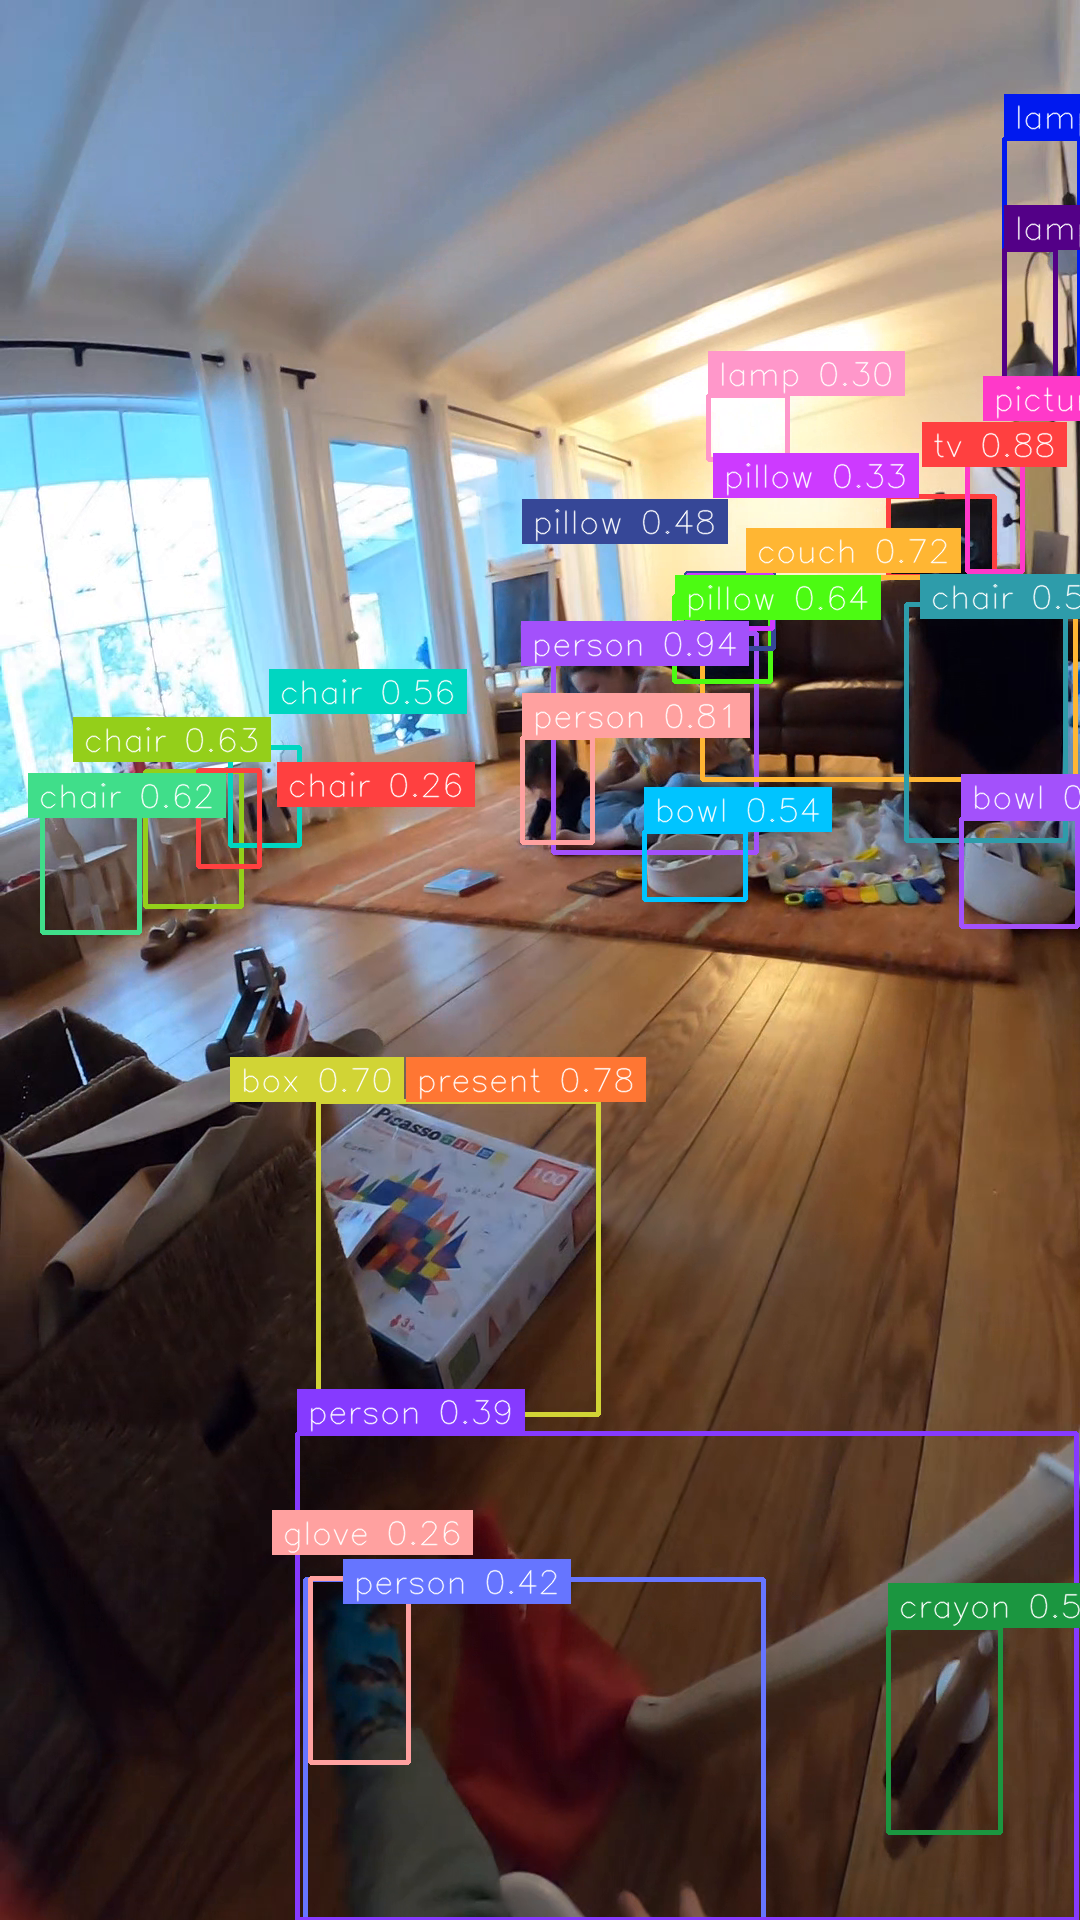 lam
lam
lamp 0.30
pictu
tv 0.88
pillow 0.33
pillow 0.48
couch 0.72
pillow 0.64
chair 0.5
person 0.94
chair 0.56
person 0.81
chair 0.63
chair 0.26
chair 0.62
bowl 0.54
bowl 0
box 0.70
present 0.78
Picasso
100
3+
person 0.39
glove 0.26
person 0.42
crayon 0.5